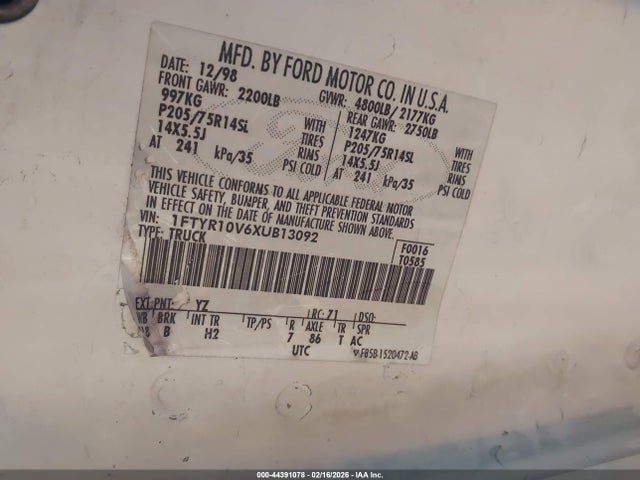 MFD. BY FORD MOTOR CO. IN U.S.A.
DATE: 12/98 GVWR: 4800LB/ 2177KG
FRONT GAWR: 2200LB REAR GAWR: 2750LB
997KG WITH 1247KG WITH
P205/75R14SL TIRES P205/75R14SL TIRES
14X5.5J RIMS 14X5.5J RIMS
AT 241 kPa/35 PSI COLD AT 241 kPa/35 PSI COLD
THIS VEHICLE CONFORMS TO ALL APPLICABLE FEDERAL MOTOR
VEHICLE SAFETY, BUMPER, AND THEFT PREVENTION STANDARDS
IN EFFECT ON THE DATE OF MANUFACTURE SHOWN ABOVE.
VIN: 1FTYR10V6XUB13092
TYPE: TRUCK F0016
T0585
EXT PNT: YZ RC: 71 DSO:
WB BRK INT TR TP/PS R AXLE TR SPR
B H2 7 86 T AC
UTC F85B-1520472-AB
000-44391078 - 02/16/2026 - IAA Inc.